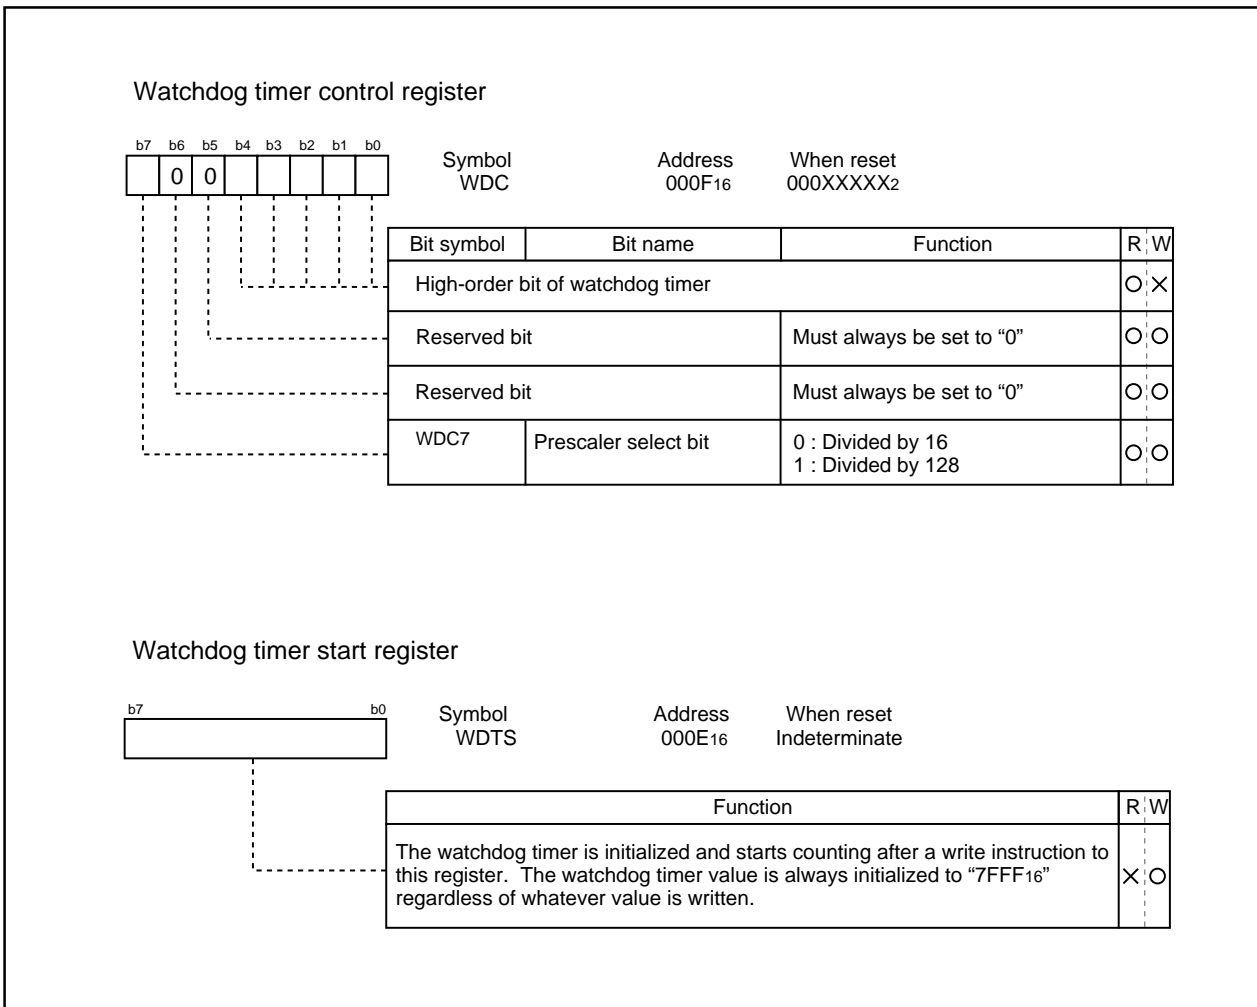 Watchdog timer control register
b7 b6 b5 b4 b3 b2 b1 b0
0 0
Symbol Address When reset
WDC 000F16 000XXXXX2
Bit symbol Bit name Function R W
High-order bit of watchdog timer
Reserved bit Must always be set to “0”
Reserved bit Must always be set to “0”
WDC7 Prescaler select bit 0 : Divided by 16
1 : Divided by 128
Watchdog timer start register
b7 b0
Symbol Address When reset
WDTS 000E16 Indeterminate
Function R W
The watchdog timer is initialized and starts counting after a write instruction to
this register. The watchdog timer value is always initialized to “7FFF16”
regardless of whatever value is written.